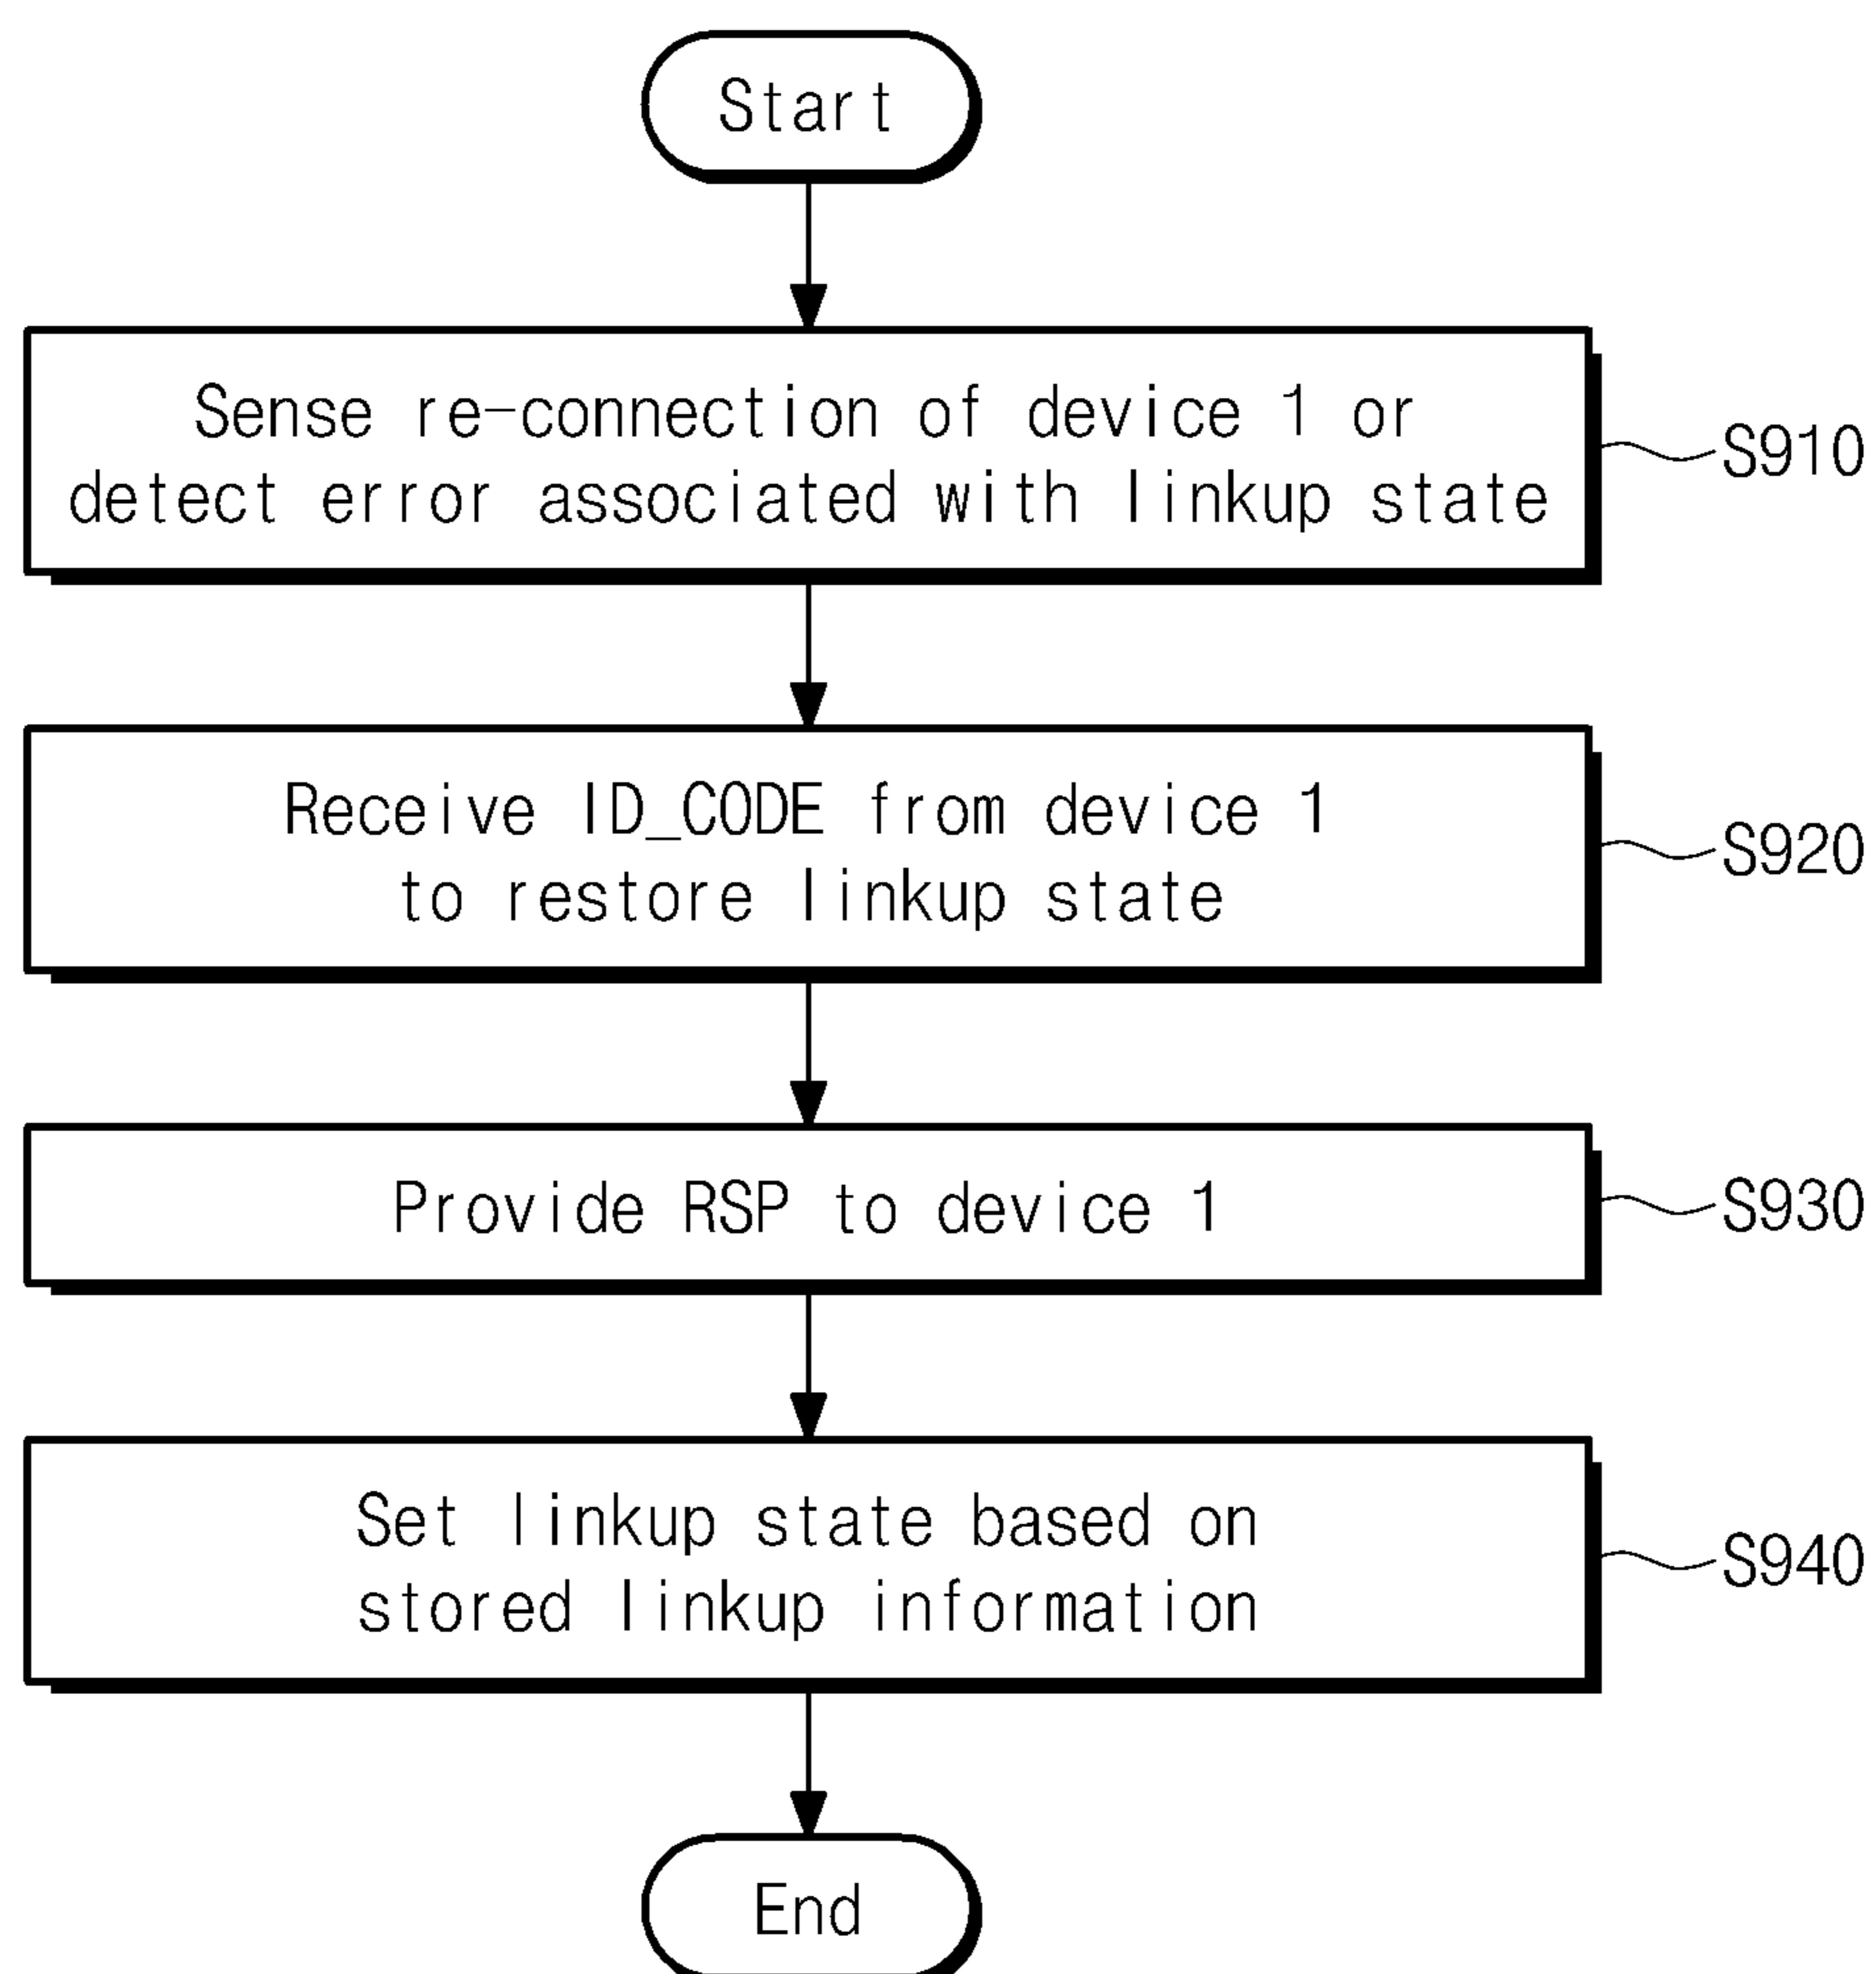 Start
Sense re-connection of device 1 or
detect error associated with linkup state
S910
Receive ID_CODE from device 1
to restore linkup state
S920
Provide RSP to device 1
S930
Set linkup state based on
stored linkup information
S940
End